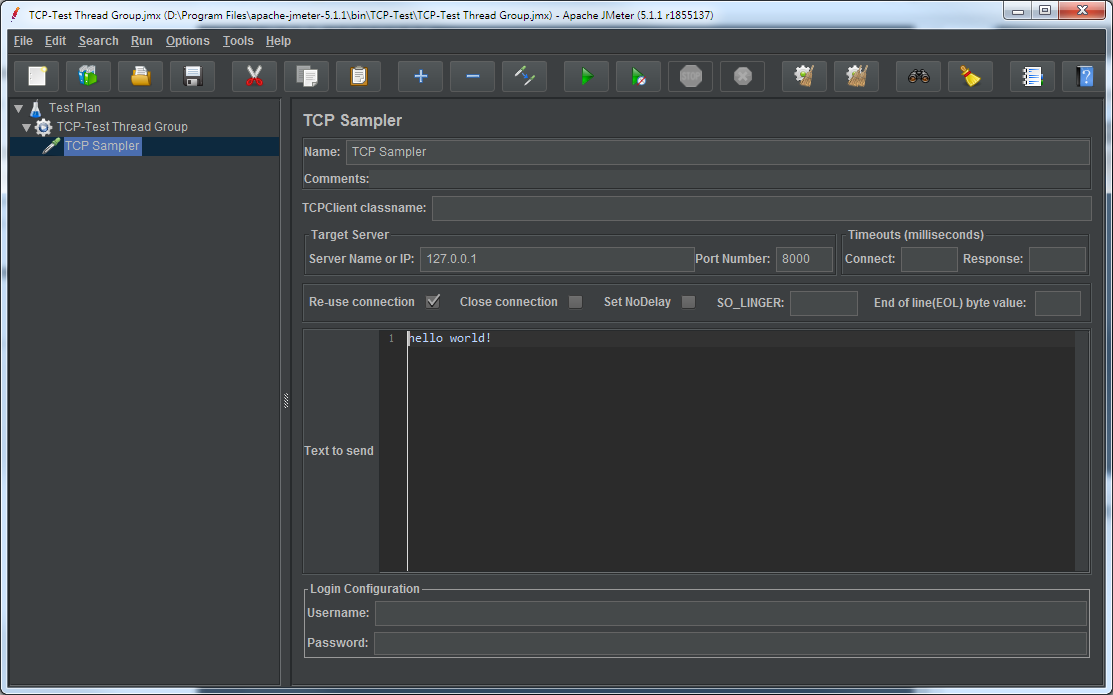 TCP-Test Thread Group.jmx (D:\Program Files\apache-jmeter-5.1.1\bin\TCP-Test\TCP-Test Thread Group.jmx) - Apache JMeter (5.1.1 r1855137)
File Edit Search Run Options Tools Help
STOP
?
Test Plan
TCP-Test Thread Group
TCP Sampler
TCP Sampler
Name: TCP Sampler
Comments:
TCPClient classname:
Target Server
Server Name or IP: 127.0.0.1 Port Number: 8000
Timeouts (milliseconds)
Connect: Response:
Re-use connection Close connection Set NoDelay SO_LINGER: End of line(EOL) byte value:
1 hello world!
Text to send
Login Configuration
Username:
Password: